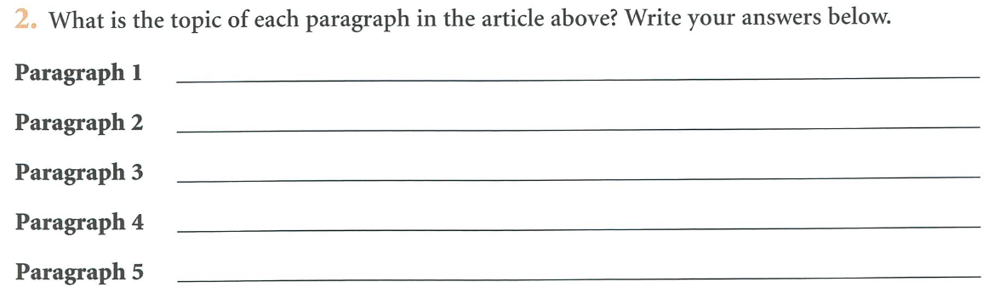 2. What is the topic of each paragraph in the article above? Write your answers below.
Paragraph 1
Paragraph 2
Paragraph 3
Paragraph 4
Paragraph 5